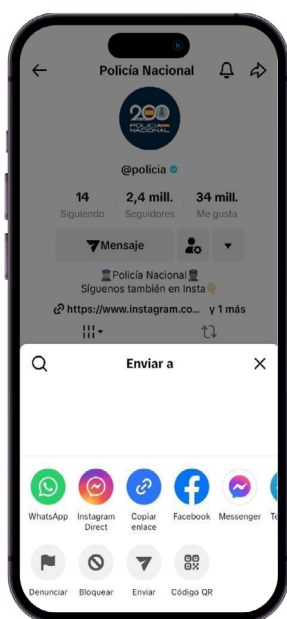 Policía Nacional
200
POLICÍA
NACIONAL
@policia
14
Siguiendo
2,4 mill.
Seguidores
34 mill.
Me gusta
Mensaje
Policía Nacional
Síguenos también en Insta
https://www.instagram.co... y 1 más
Enviar a
WhatsApp
Instagram
Direct
Copiar
enlace
Facebook
Messenger
Te
Denunciar
Bloquear
Enviar
Código QR